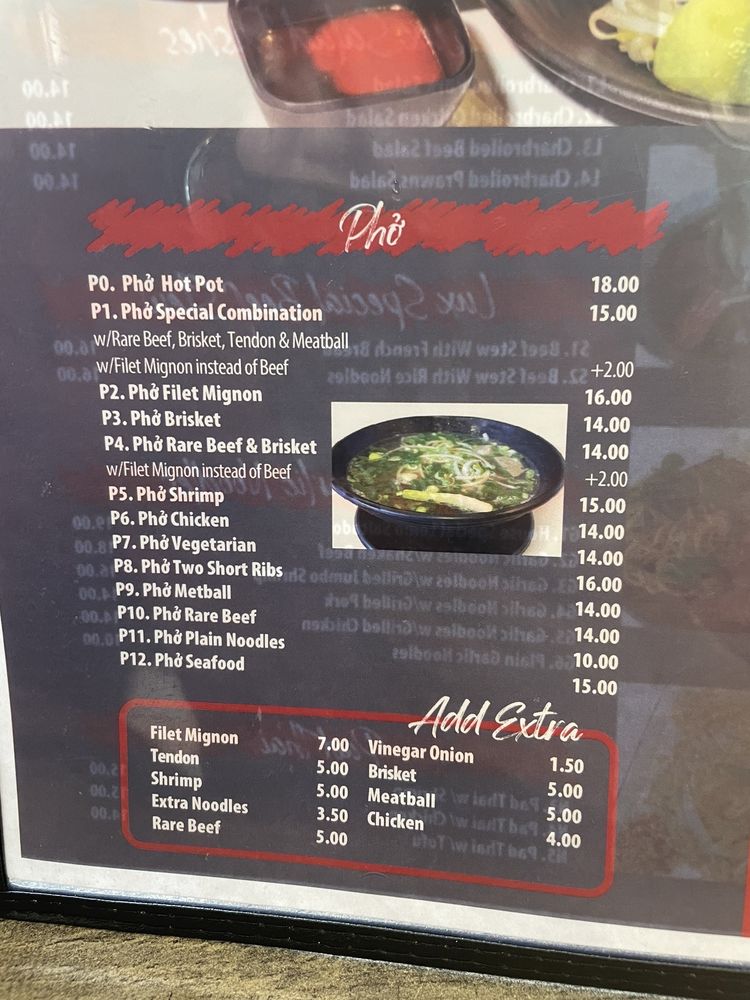 Phở
P0. Phở Hot Pot 18.00
P1. Phở Special Combination 15.00
w/Rare Beef, Brisket, Tendon & Meatball
w/Filet Mignon instead of Beef +2.00
P2. Phở Filet Mignon 16.00
P3. Phở Brisket 14.00
P4. Phở Rare Beef & Brisket 14.00
w/Filet Mignon instead of Beef +2.00
P5. Phở Shrimp 15.00
P6. Phở Chicken 14.00
P7. Phở Vegetarian 14.00
P8. Phở Two Short Ribs 16.00
P9. Phở Metball 14.00
P10. Phở Rare Beef 14.00
P11. Phở Plain Noodles 10.00
P12. Phở Seafood 15.00
Add Extra
Filet Mignon 7.00 Vinegar Onion 1.50
Tendon 5.00 Brisket 5.00
Shrimp 5.00 Meatball 5.00
Extra Noodles 3.50 Chicken 4.00
Rare Beef 5.00